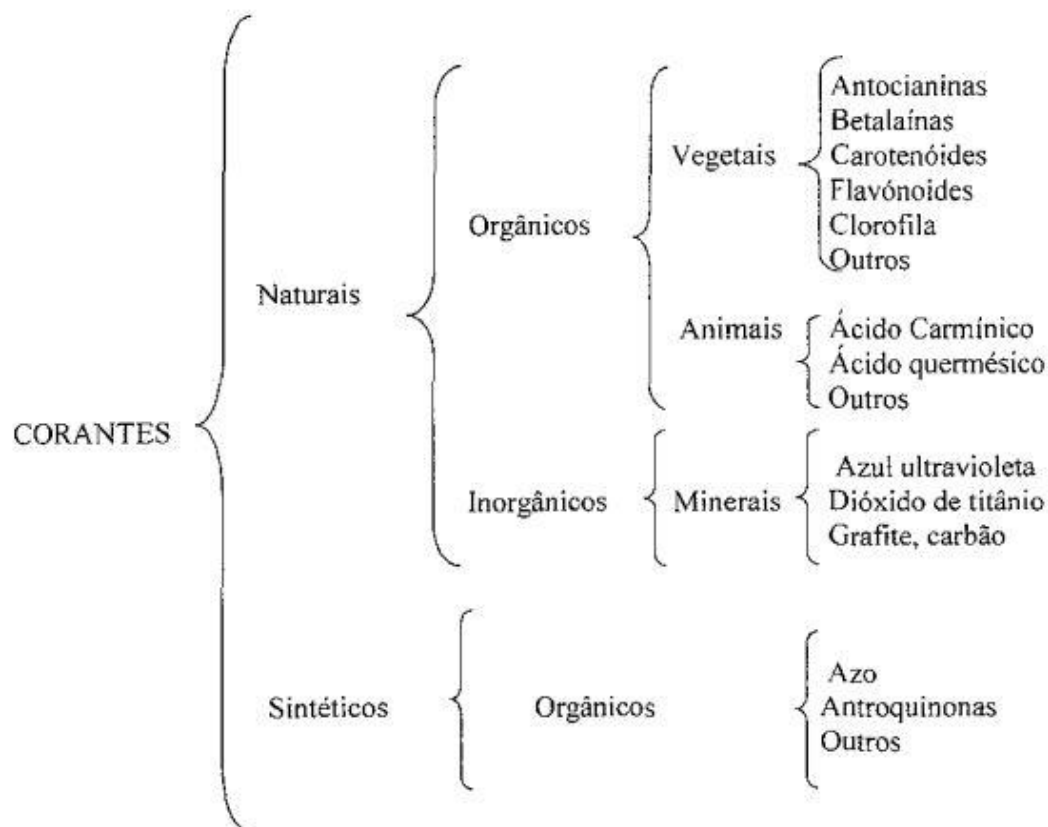 CORANTES
Naturais
Orgânicos
Vegetais
Antocianinas
Betalaínas
Carotenóides
Flavónoides
Clorofila
Outros
Animais
Ácido Carmínico
Ácido quermésico
Outros
Inorgânicos
Minerais
Azul ultravioleta
Dióxido de titânio
Grafite, carbão
Sintéticos
Orgânicos
Azo
Antroquinonas
Outros